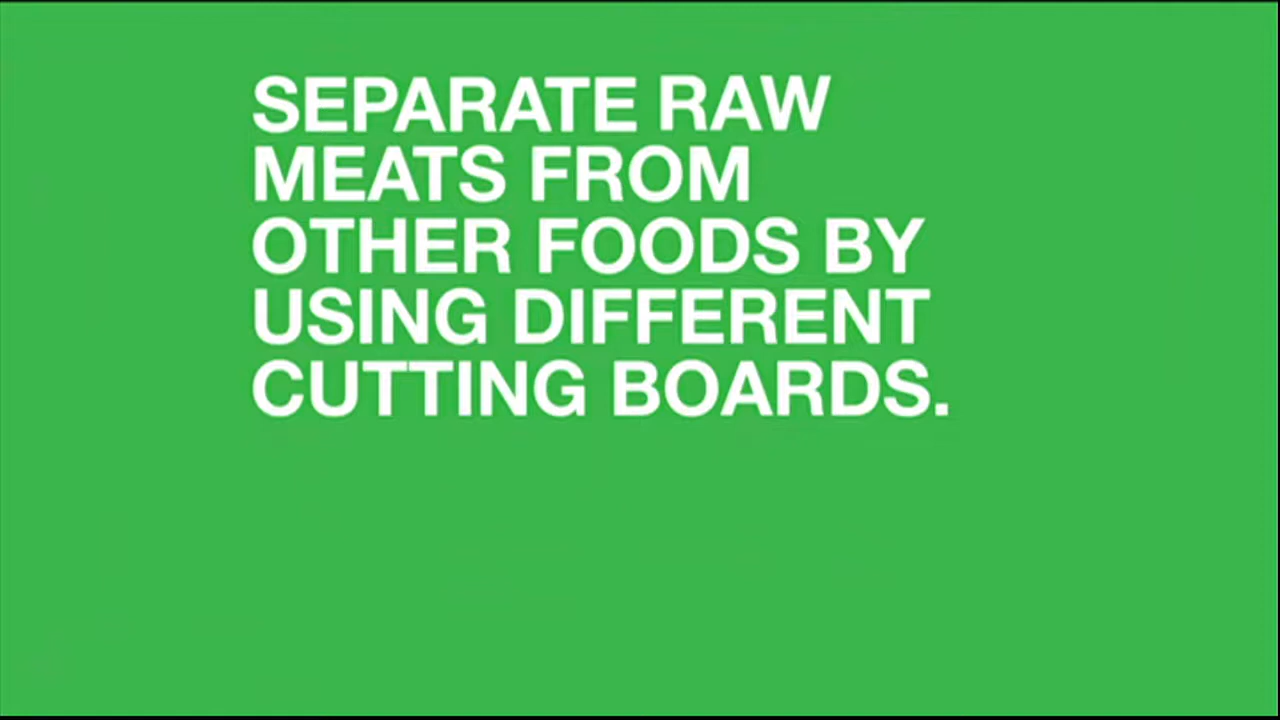 SEPARATE RAW
MEATS FROM
OTHER FOODS BY
USING DIFFERENT
CUTTING BOARDS.